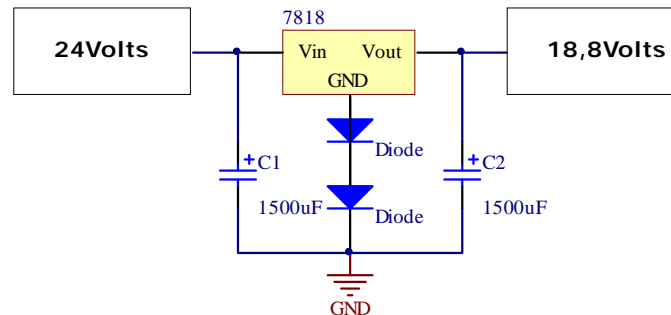 7818
24Volts
Vin
Vout
18,8Volts
GND
Diode
+
C1
+
C2
1500uF
Diode
1500uF
GND